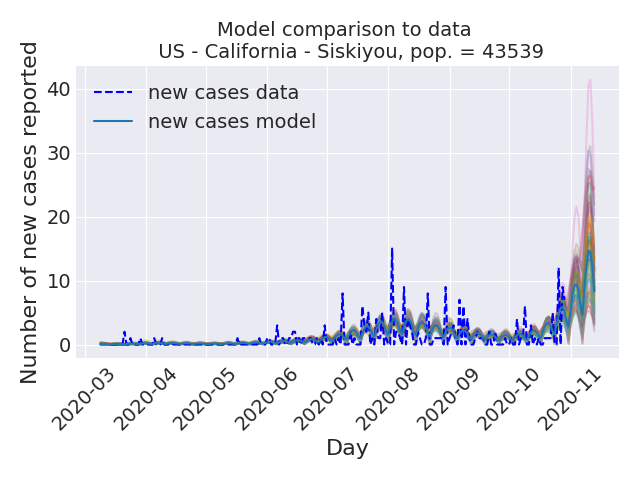 Model comparison to data
US - California - Siskiyou, pop. = 43539
Number of new cases reported
40
30
20
10
0
new cases data
new cases model
2020-03
2020-04
2020-05
2020-06
2020-07
2020-08
2020-09
2020-10
2020-11
Day